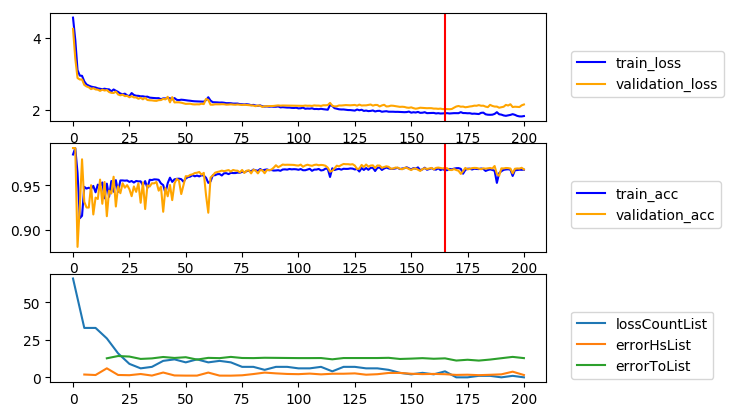 4
2
train_loss
validation_loss
0 25 50 75 100 125 150 175 200
0.95
0.90
train_acc
validation_acc
0 25 50 75 100 125 150 175 200
50
25
0
lossCountList
errorHsList
errorToList
0 25 50 75 100 125 150 175 200